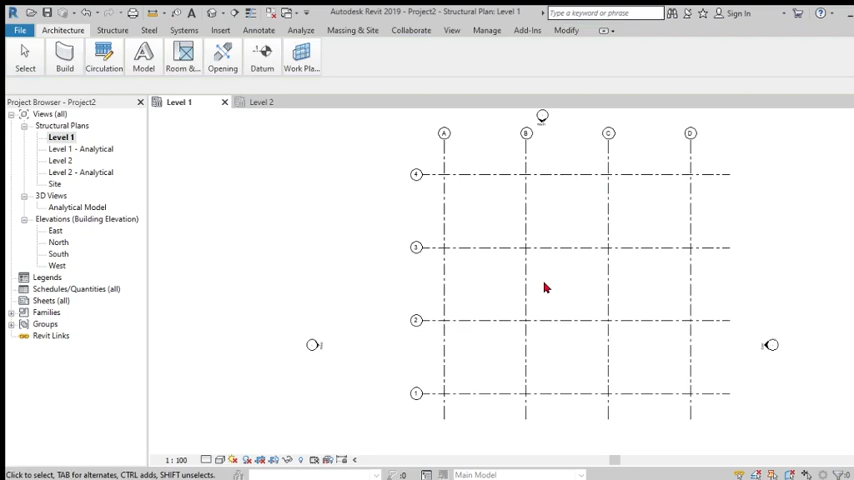 Autodesk Revit 2019 - Project2 - Structural Plan: Level 1
Type a keyword or phrase
Sign In
File Architecture Structure Steel Systems Insert Annotate Analyze Massing & Site Collaborate View Manage Add-Ins Modify
Select Build Circulation Model Room &... Opening Datum Work Pla...
Project Browser - Project2
Level 1
Level 2
Views (all)
Structural Plans
Level 1
Level 1 - Analytical
Level 2
Level 2 - Analytical
Site
3D Views
Analytical Model
Elevations (Building Elevation)
East
North
South
West
Legends
Schedules/Quantities (all)
Sheets (all)
Families
Groups
Revit Links
A B C D
4
3
2
1
1 : 100
Click to select, TAB for alternates, CTRL adds, SHIFT unselects.
:0
Main Model
:0